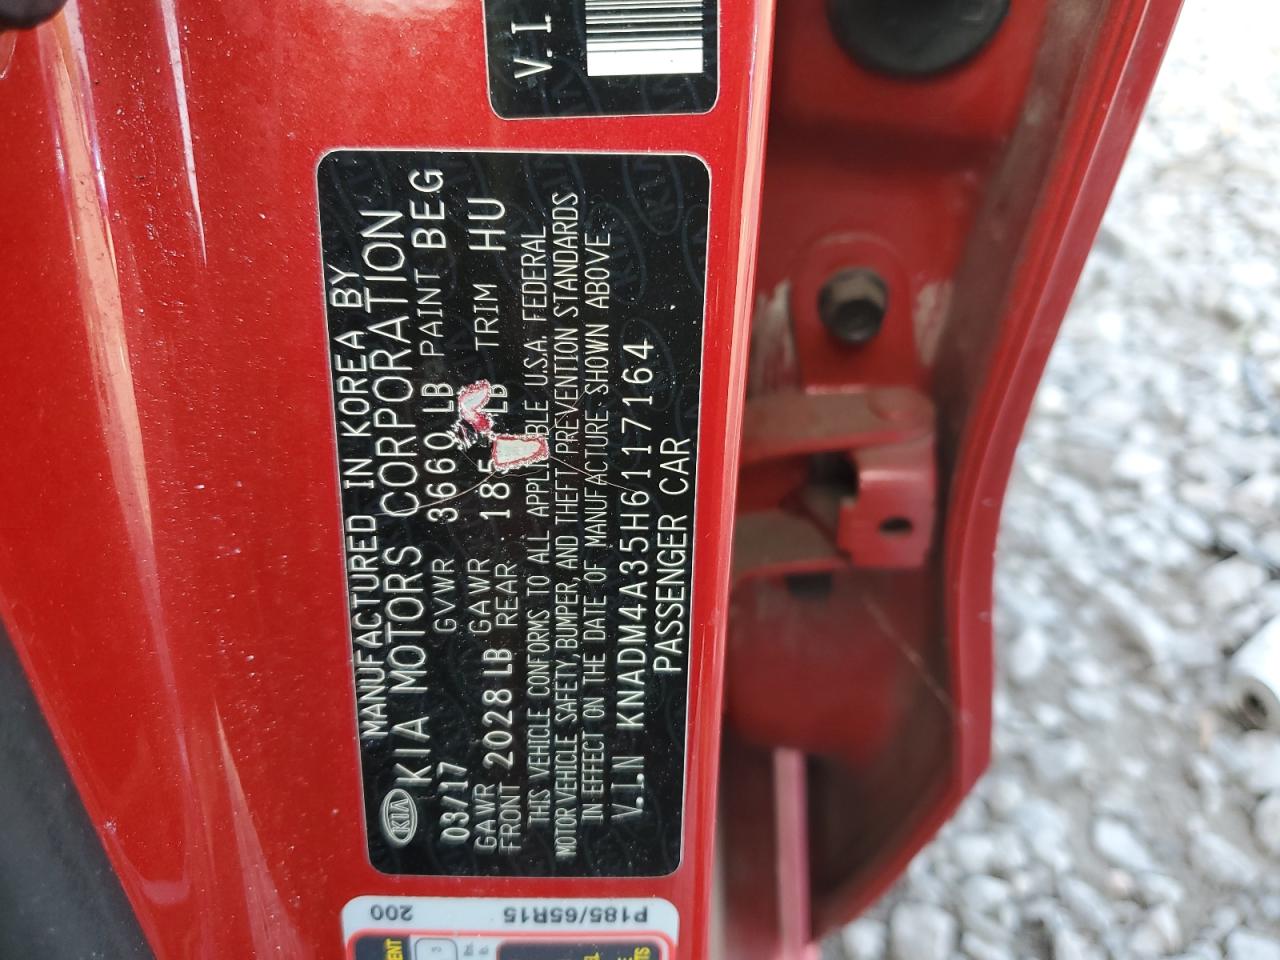 V.I.
MANUFACTURED IN KOREA BY
KIA KIA MOTORS CORPORATION
03/17 GVWR 3660 LB PAINT BEG
GAWR FRONT 2028 LB GAWR REAR LB TRIM HU
THIS VEHICLE CONFORMS TO ALL U.S.A. FEDERAL
MOTOR VEHICLE SAFETY, BUMPER, AND THEFT PREVENTION STANDARDS
IN EFFECT ON THE DATE OF MANUFACTURE SHOWN ABOVE.
V.I.N KNADM4A35H6117164
PASSENGER CAR
P185/65R15
200